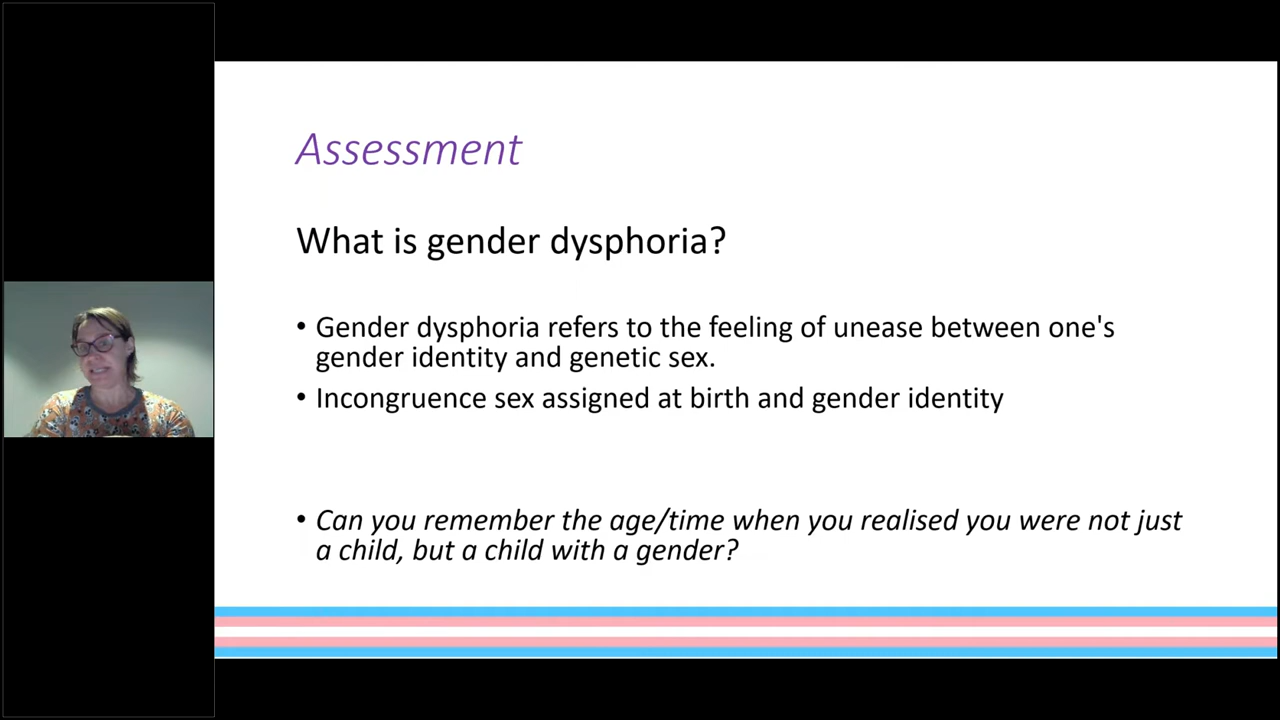 Assessment
What is gender dysphoria?
• Gender dysphoria refers to the feeling of unease between one's
gender identity and genetic sex.
• Incongruence sex assigned at birth and gender identity
• Can you remember the age/time when you realised you were not just
a child, but a child with a gender?